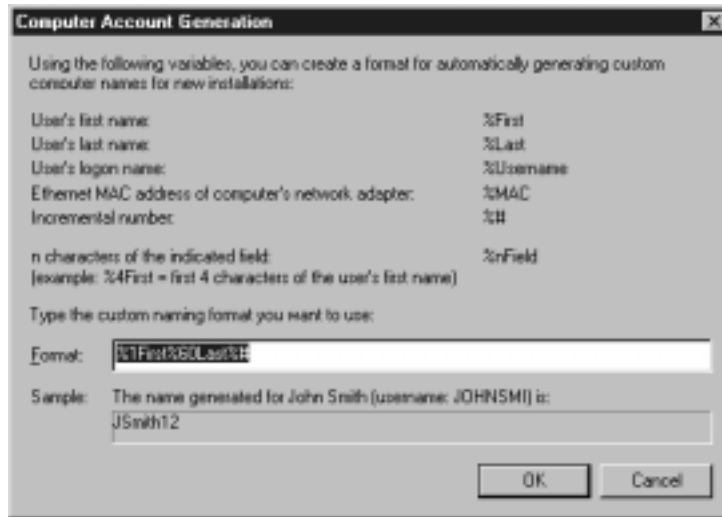 Computer Account Generation
Using the following variables, you can create a format for automatically generating custom
computer names for new installations:
User's first name: %First
User's last name: %Last
User's logon name: %Username
Ethernet MAC address of computer's network adapter: %MAC
Incremental number: %#
n characters of the indicated field: %nField
(example: %4First = first 4 characters of the user's first name)
Type the custom naming format you want to use:
Format: %1First%60Last%#
Sample: The name generated for John Smith (username: JOHNSMI) is:
JSmith12
OK Cancel